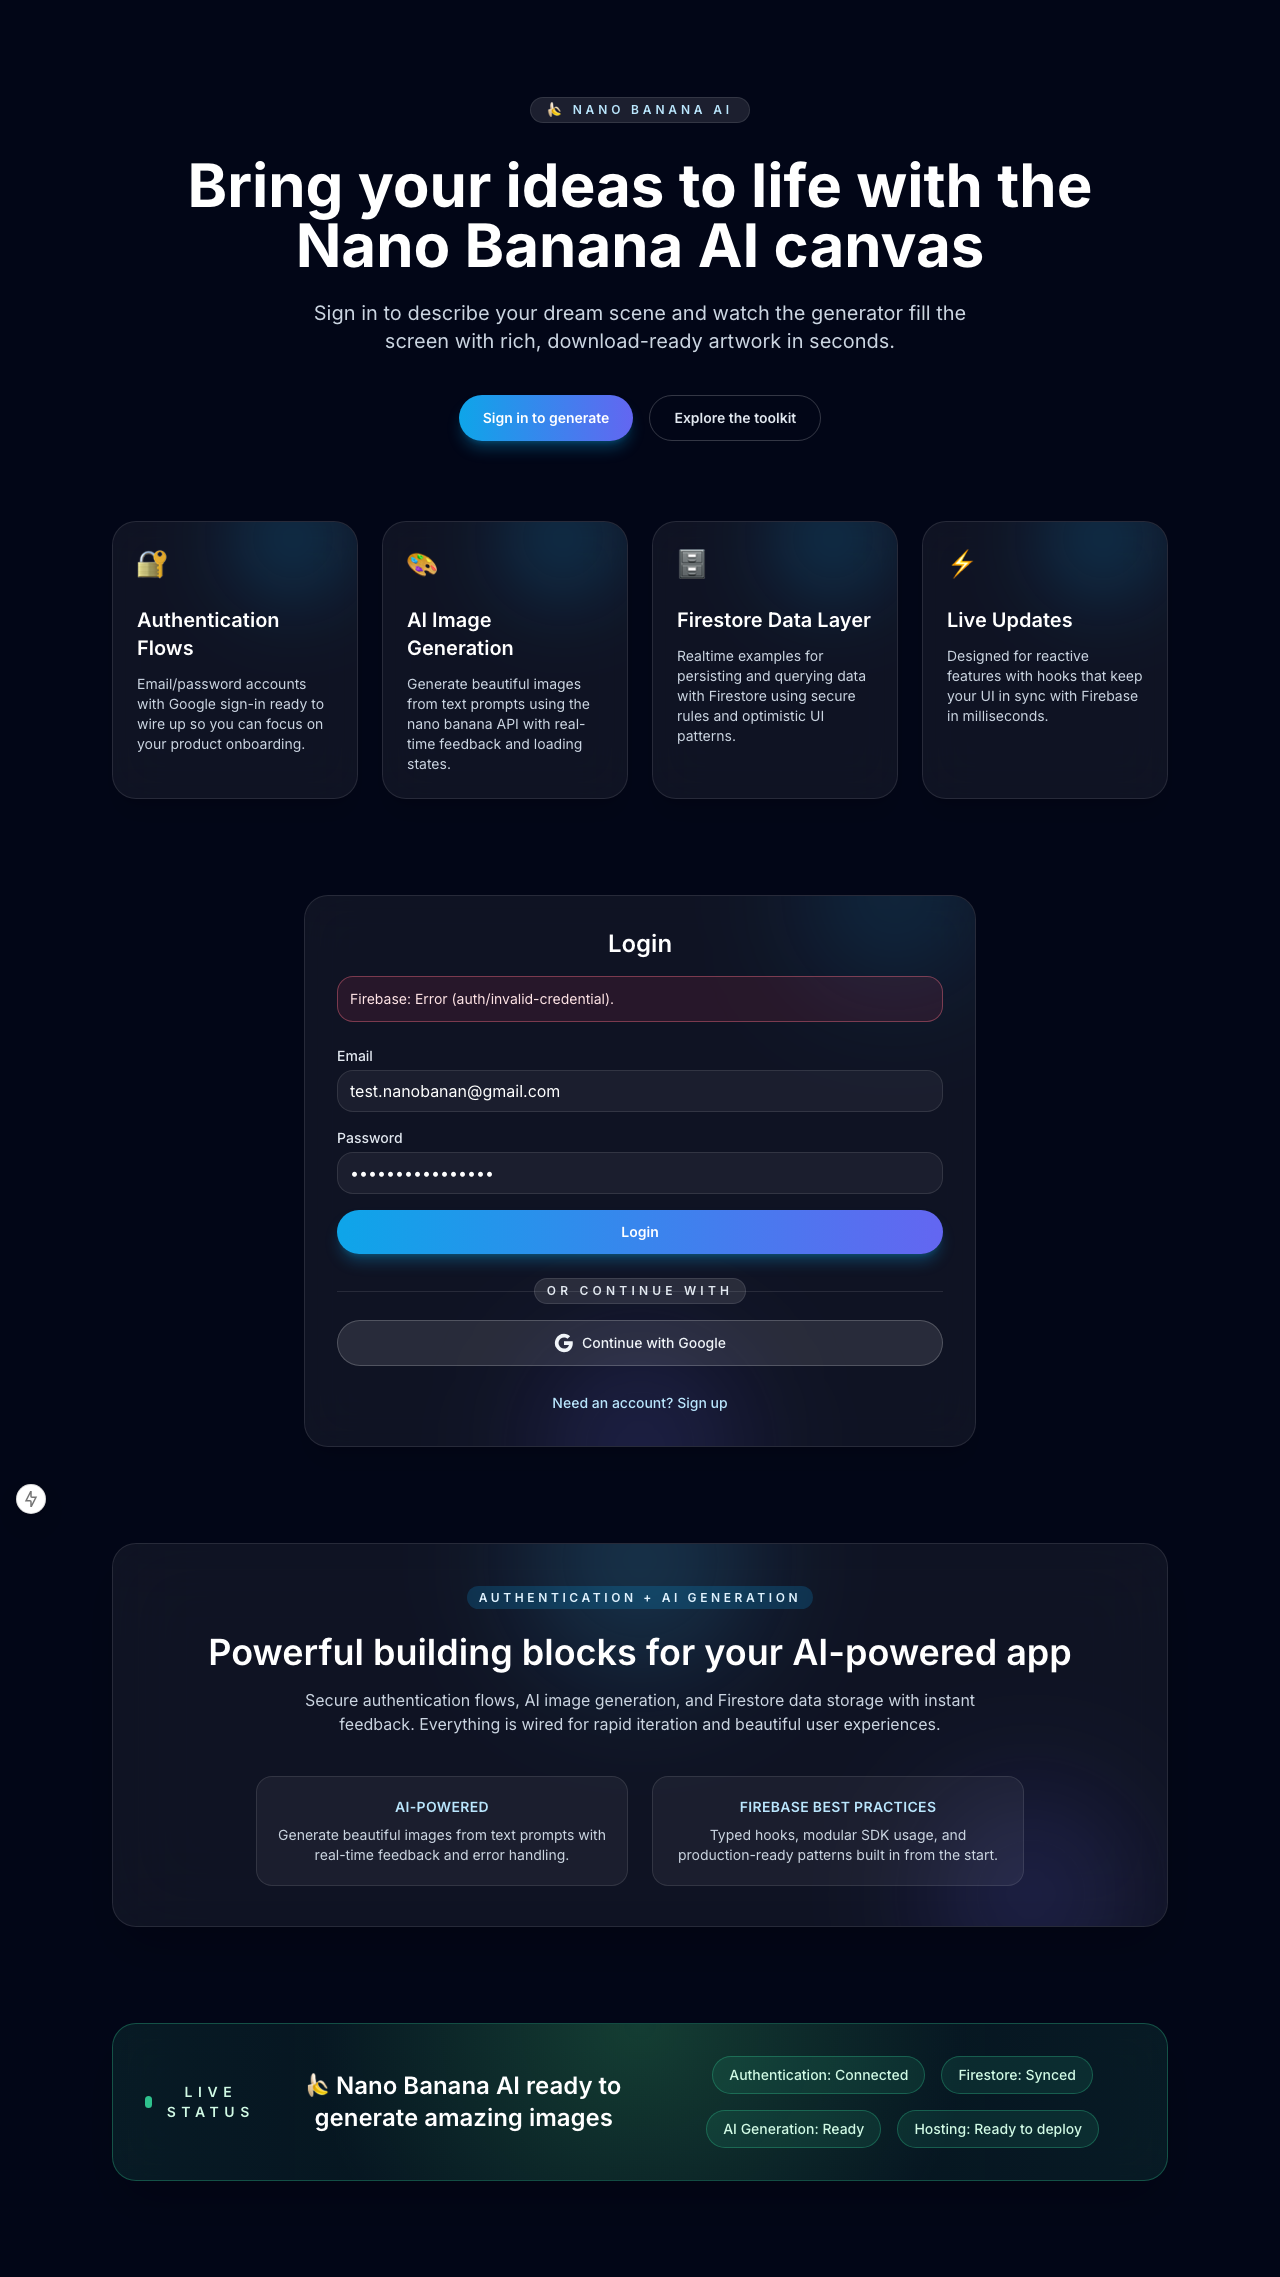 NANO BANANA AI
Bring your ideas to life with the
Nano Banana AI canvas
Sign in to describe your dream scene and watch the generator fill the
screen with rich, download-ready artwork in seconds.
Sign in to generate
Explore the toolkit
Authentication
Flows
Email/password accounts
with Google sign-in ready to
wire up so you can focus on
your product onboarding.
AI Image
Generation
Generate beautiful images
from text prompts using the
nano banana API with real-
time feedback and loading
states.
Firestore Data Layer
Realtime examples for
persisting and querying data
with Firestore using secure
rules and optimistic UI
patterns.
Live Updates
Designed for reactive
features with hooks that keep
your UI in sync with Firebase
in milliseconds.
Login
Firebase: Error (auth/invalid-credential).
Email
test.nanobanan@gmail.com
Password
••••••••••••••••
Login
OR CONTINUE WITH
Continue with Google
Need an account? Sign up
AUTHENTICATION + AI GENERATION
Powerful building blocks for your AI-powered app
Secure authentication flows, AI image generation, and Firestore data storage with instant
feedback. Everything is wired for rapid iteration and beautiful user experiences.
AI-POWERED
Generate beautiful images from text prompts with
real-time feedback and error handling.
FIREBASE BEST PRACTICES
Typed hooks, modular SDK usage, and
production-ready patterns built in from the start.
LIVE
STATUS
Nano Banana AI ready to
generate amazing images
Authentication: Connected
Firestore: Synced
AI Generation: Ready
Hosting: Ready to deploy